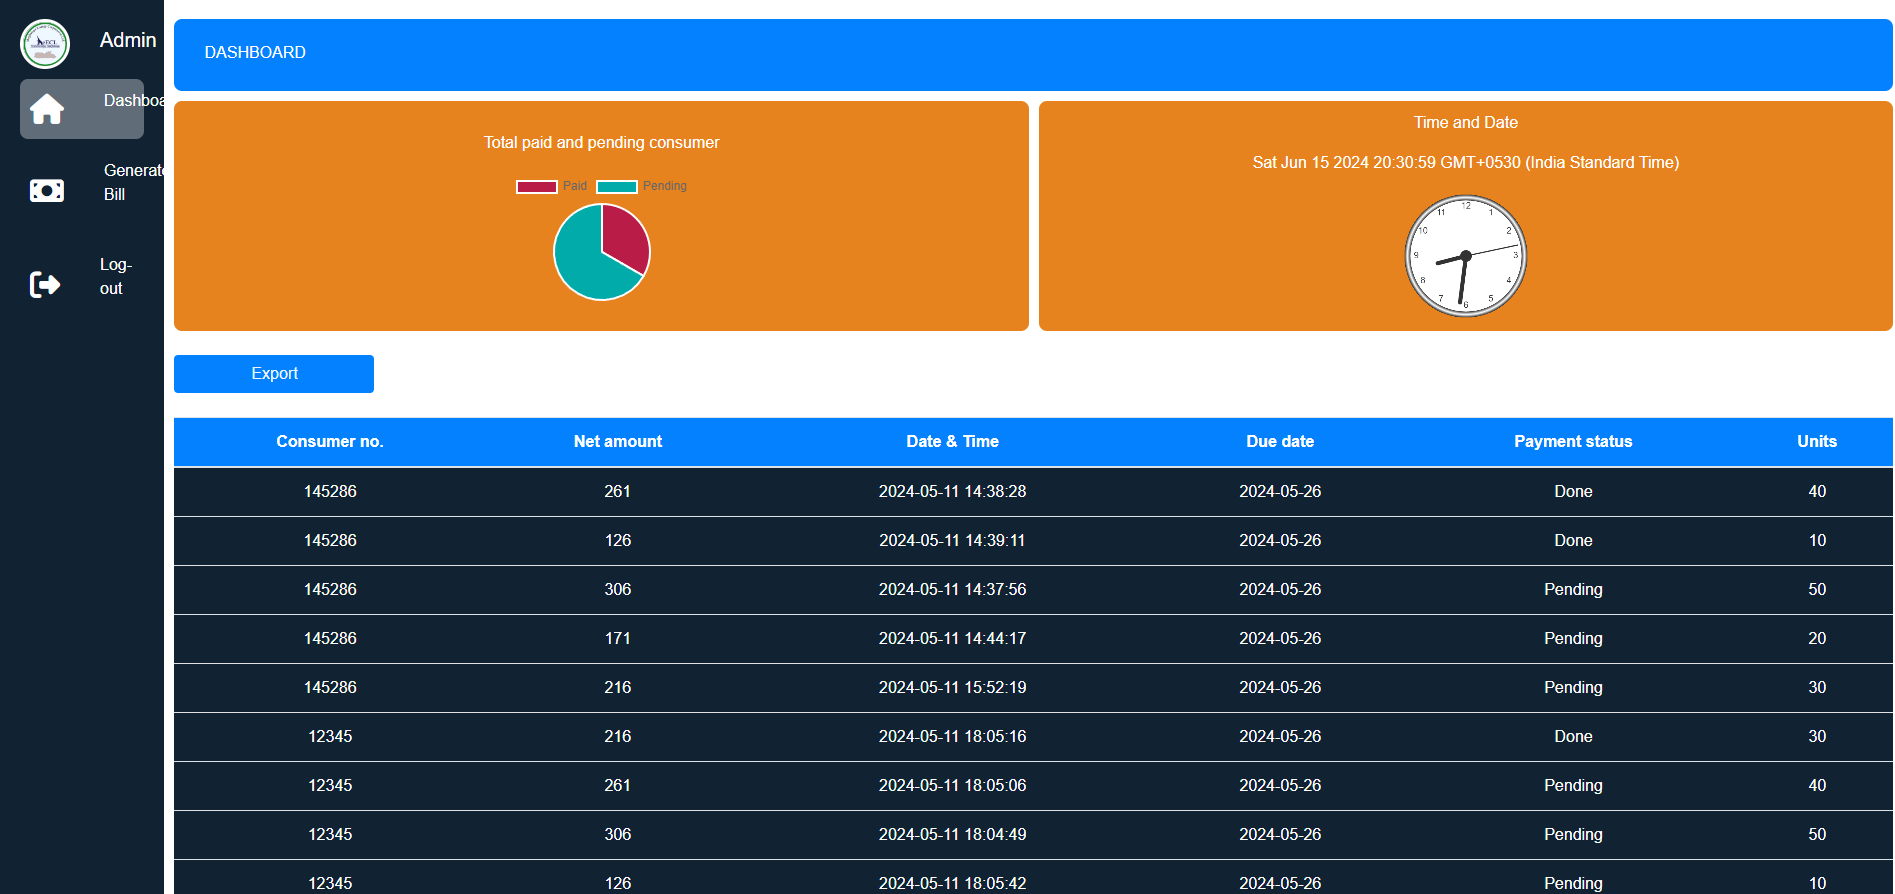 Admin
Dashboa
Generate
Bill
Log-
out
DASHBOARD
Total paid and pending consumer
Paid
Pending
Time and Date
Sat Jun 15 2024 20:30:59 GMT+0530 (India Standard Time)
12
1
2
3
4
5
6
7
8
9
10
11
Export
Consumer no. Net amount Date & Time Due date Payment status Units
145286 261 2024-05-11 14:38:28 2024-05-26 Done 40
145286 126 2024-05-11 14:39:11 2024-05-26 Done 10
145286 306 2024-05-11 14:37:56 2024-05-26 Pending 50
145286 171 2024-05-11 14:44:17 2024-05-26 Pending 20
145286 216 2024-05-11 15:52:19 2024-05-26 Pending 30
12345 216 2024-05-11 18:05:16 2024-05-26 Done 30
12345 261 2024-05-11 18:05:06 2024-05-26 Pending 40
12345 306 2024-05-11 18:04:49 2024-05-26 Pending 50
12345 126 2024-05-11 18:05:42 2024-05-26 Pending 10